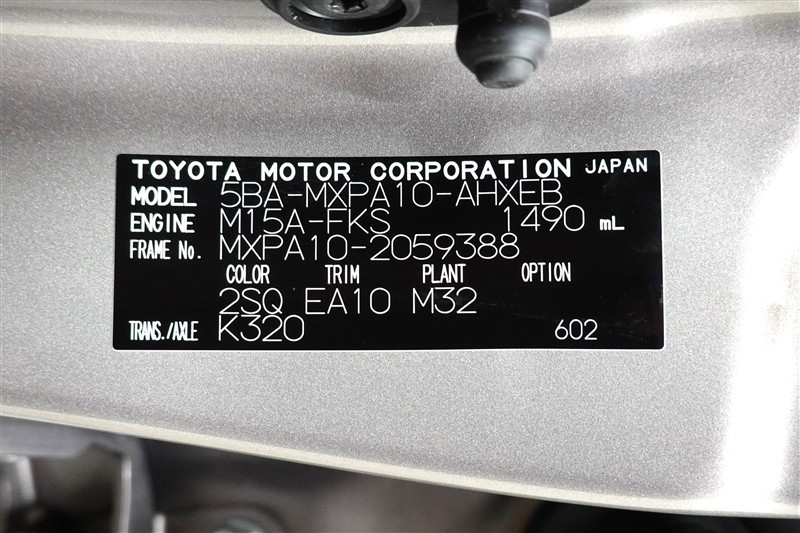 TOYOTA MOTOR CORPORATION JAPAN
MODEL 5BA-MXPA10-AHXEB
ENGINE M15A-FKS 1490 mL
FRAME No. MXPA10-2059388
COLOR TRIM PLANT OPTION
2SQ EA10 M32
TRANS./AXLE K320 602